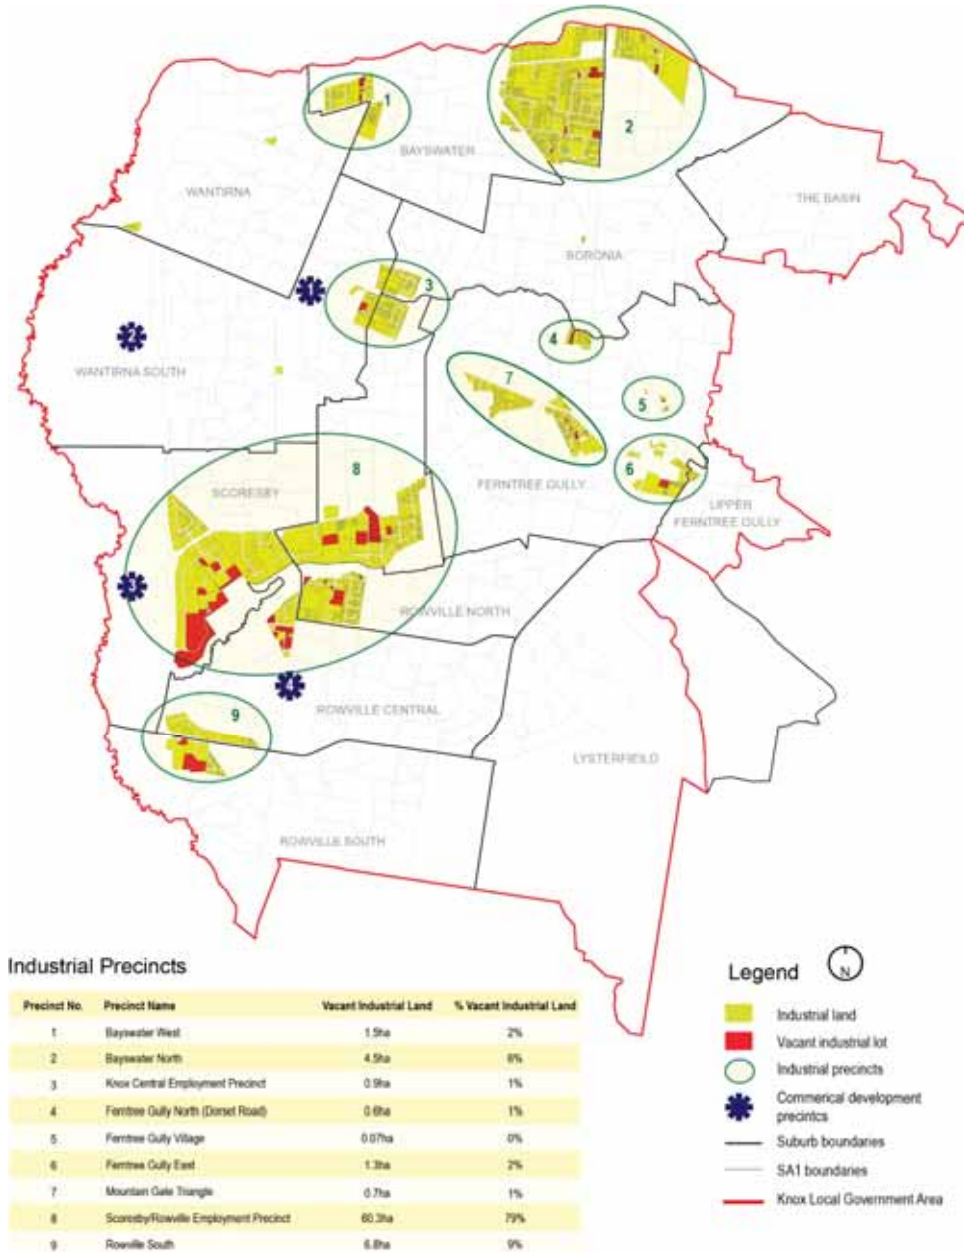 1
2
BAYSWATER
WANTIRNA
THE BASIN
BORONIA
3
1
4
2
WANTIRNA SOUTH
7
5
8
6
SCORESBY
FERNTREE GULLY
UPPER
FERNTREE GULLY
3
ROWVILLE NORTH
4
ROWVILLE CENTRAL
9
LYSTERFEILD
ROWVILLE SOUTH
Industrial Precincts
Precinct No. Precinct Name Vacant Industrial Land % Vacant Industrial Land
1 Bayswater West 1.5ha 2%
2 Bayswater North 4.5ha 6%
3 Knox Central Employment Precinct 0.9ha 1%
4 Ferntree Gully North (Dorset Road) 0.6ha 1%
5 Ferntree Gully Village 0.07ha 0%
6 Ferntree Gully East 1.3ha 2%
7 Mountain Gate Triangle 0.7ha 1%
8 Scoresby/Rowville Employment Precinct 60.3ha 79%
9 Rowville South 6.8ha 9%
Legend
N
Industrial land
Vacant industrial lot
Industrial precincts
Commerical development
precintcs
Suburb boundaries
SA1 boundaries
Knox Local Government Area